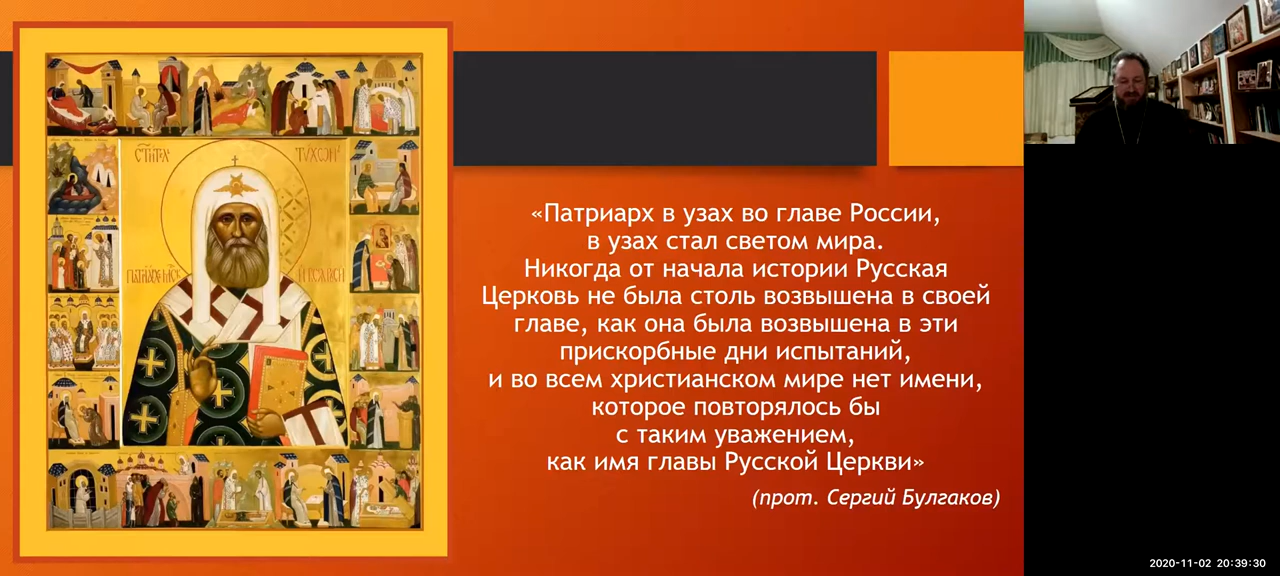 «Патриарх в узах во главе России,
в узах стал светом мира.
Никогда от начала истории Русская
Церковь не была столь возвышена в своей
главе, как она была возвышена в эти
прискорбные дни испытаний,
и во всем христианском мире нет имени,
которое повторялось бы
с таким уважением,
как имя главы Русской Церкви»
(прот. Сергий Булгаков)
2020-11-02 20:39:30